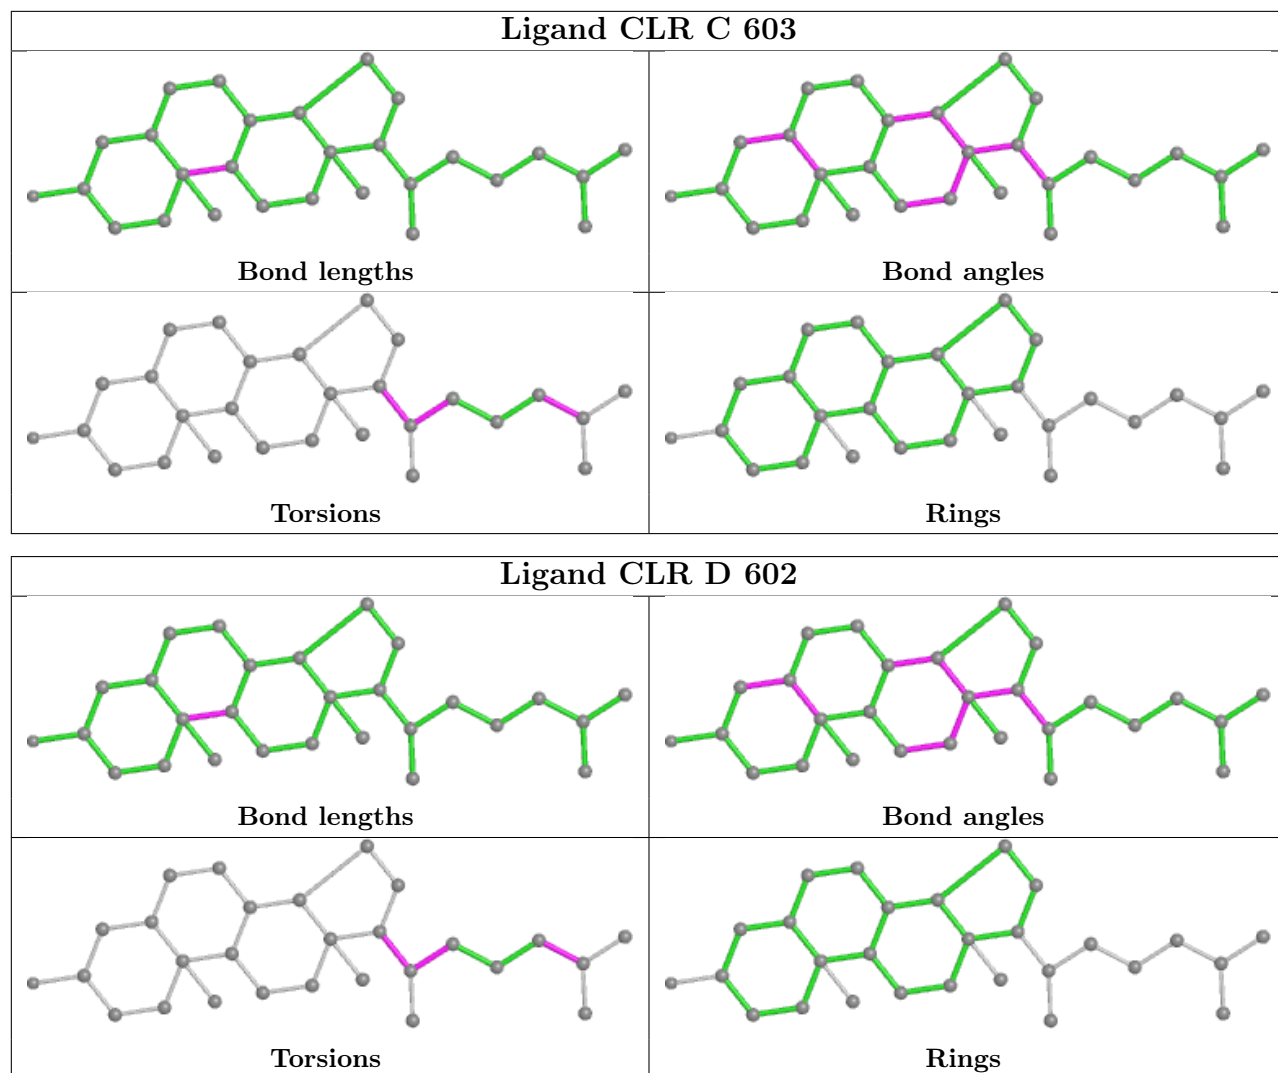 Ligand CLR C 603
Bond lengths
Bond angles
Torsions
Rings
Ligand CLR D 602
Bond lengths
Bond angles
Torsions
Rings